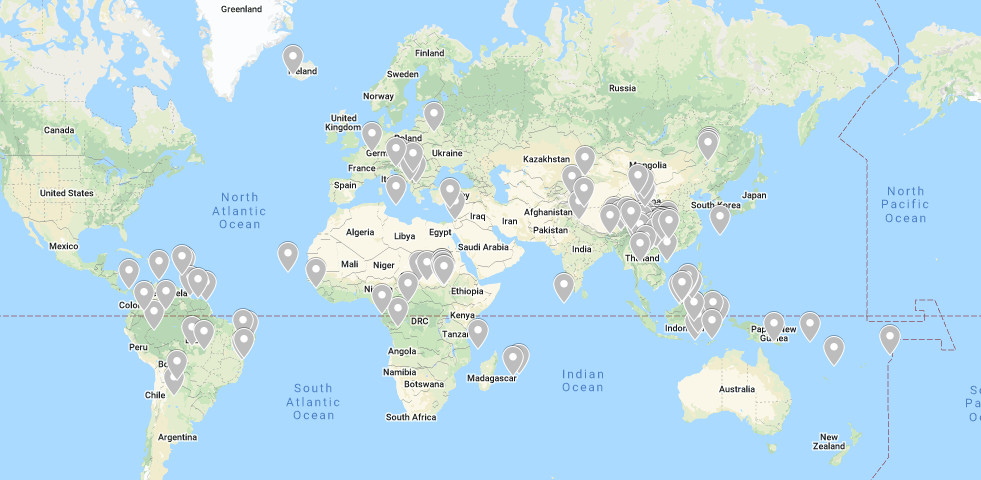 Greenland
Finland
Sweden
Norway
Russia
Canada
United
Kingdom
Poland
Ukraine
Kazakhstan
Mongolia
France
Spain
United States
North
Atlantic
Ocean
North
Pacific
Ocean
Japan
South Korea
Iraq
Iran
Afghanistan
Pakistan
Algeria
Libya
Egypt
Saudi Arabia
Mexico
India
Thailand
Mali
Niger
Ethiopia
DRC
Kenya
Peru
Angola
Namibia
Botswana
Madagascar
Indian
Ocean
South
Atlantic
Ocean
Chile
Australia
South Africa
Argentina
New
Zealand